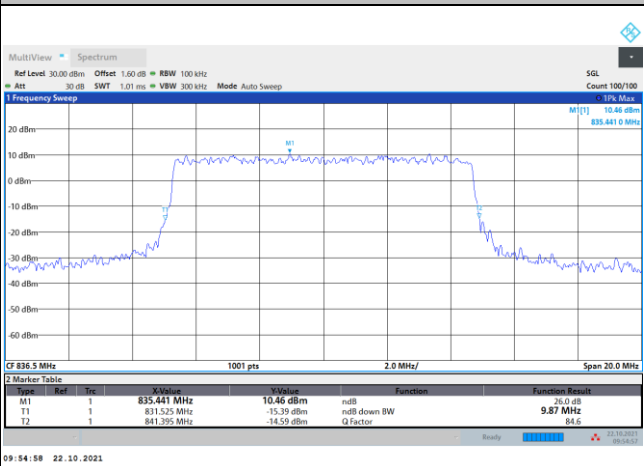 MultiView Spectrum
Ref Level 30.00 dBm Offset 1.60 dB RBW 100 kHz SGL
Att 30 dB SWT 1.01 ms VBW 300 kHz Mode Auto Sweep Count 100/100
1 Frequency Sweep 1Pk Max
M1[1] 10.46 dBm
835.441 0 MHz
20 dBm
M1
10 dBm
0 dBm
-10 dBm
-20 dBm
-30 dBm
-40 dBm
-50 dBm
-60 dBm
CF 836.5 MHz 1001 pts 2.0 MHz/ Span 20.0 MHz
2 Marker Table
Type Ref Trc X-Value Y-Value Function Function Result
M1 1 835.441 MHz 10.46 dBm ndB 26.0 dB
T1 1 831.525 MHz -15.39 dBm ndB down BW 9.87 MHz
T2 1 841.395 MHz -14.59 dBm Q Factor 84.6
Ready 22.10.2021
09:54:57
09:54:58 22.10.2021